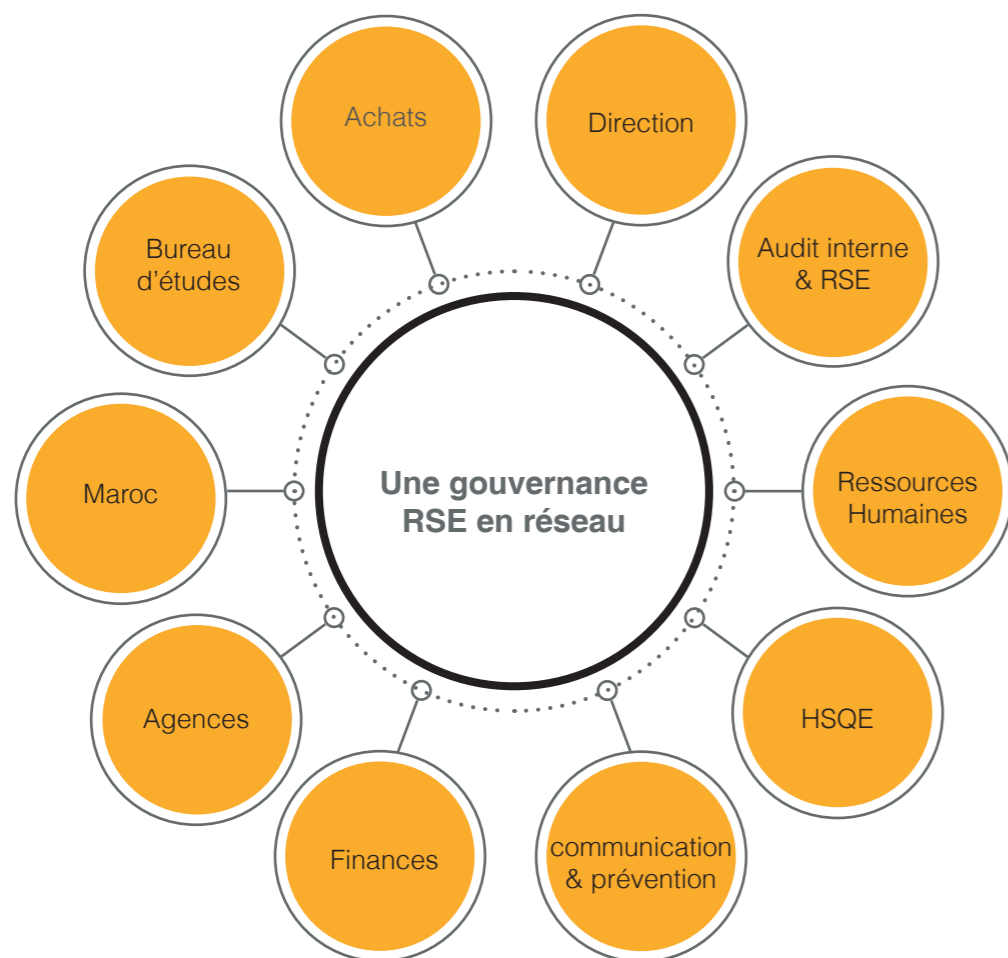 Achats
Direction
Bureau
d’études
Audit interne
& RSE
Maroc
Une gouvernance
RSE en réseau
Ressources
Humaines
Agences
HSQE
Finances
communication
& prévention